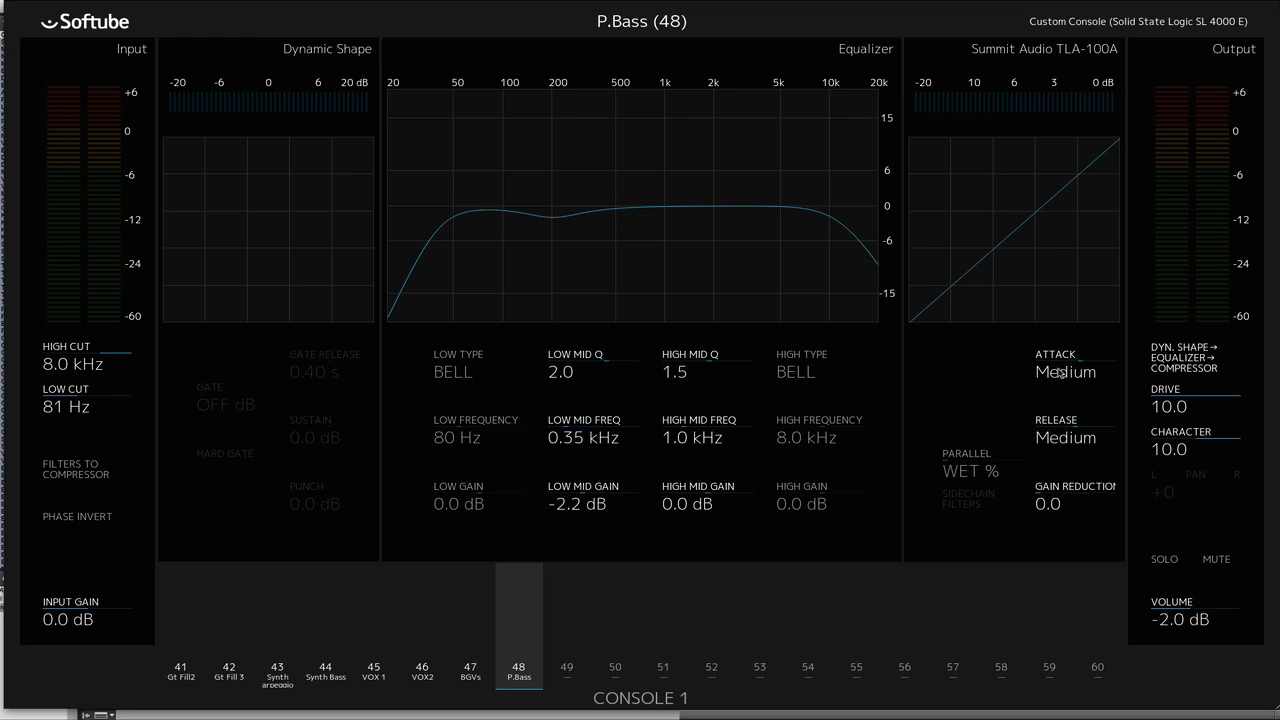 Softube
P.Bass (48)
Custom Console (Solid State Logic SL 4000 E)
Input
Dynamic Shape
Equalizer
Summit Audio TLA-100A
Output
-20 -6 0 6 20 dB
20 50 100 200 500 1k 2k 5k 10k 20k
-20 10 6 3 0 dB
+6
0
-6
-12
-24
-60
15
6
0
-6
-15
+6
0
-6
-12
-24
-60
HIGH CUT
8.0 kHz
LOW CUT
81 Hz
FILTERS TO
COMPRESSOR
PHASE INVERT
INPUT GAIN
0.0 dB
GATE RELEASE
0.40 s
GATE
OFF dB
SUSTAIN
0.0 dB
HARD GATE
PUNCH
0.0 dB
LOW TYPE
BELL
LOW MID Q
2.0
HIGH MID Q
1.5
HIGH TYPE
BELL
LOW FREQUENCY
80 Hz
LOW MID FREQ
0.35 kHz
HIGH MID FREQ
1.0 kHz
HIGH FREQUENCY
8.0 kHz
LOW GAIN
0.0 dB
LOW MID GAIN
-2.2 dB
HIGH MID GAIN
0.0 dB
HIGH GAIN
0.0 dB
ATTACK
Medium
RELEASE
Medium
PARALLEL
WET %
SIDECHAIN
FILTERS
GAIN REDUCTION
0.0
DYN. SHAPE→
EQUALIZER→
COMPRESSOR
DRIVE
10.0
CHARACTER
10.0
L PAN R
+0
SOLO MUTE
VOLUME
-2.0 dB
41 42 43 44 45 46 47 48 49 50 51 52 53 54 55 56 57 58 59 60
Gt Fill2 Gt Fill 3 Synth arpeggio Synth Bass VOX 1 VOX2 BGVs P.Bass — — — — — — — — — — — —
CONSOLE 1